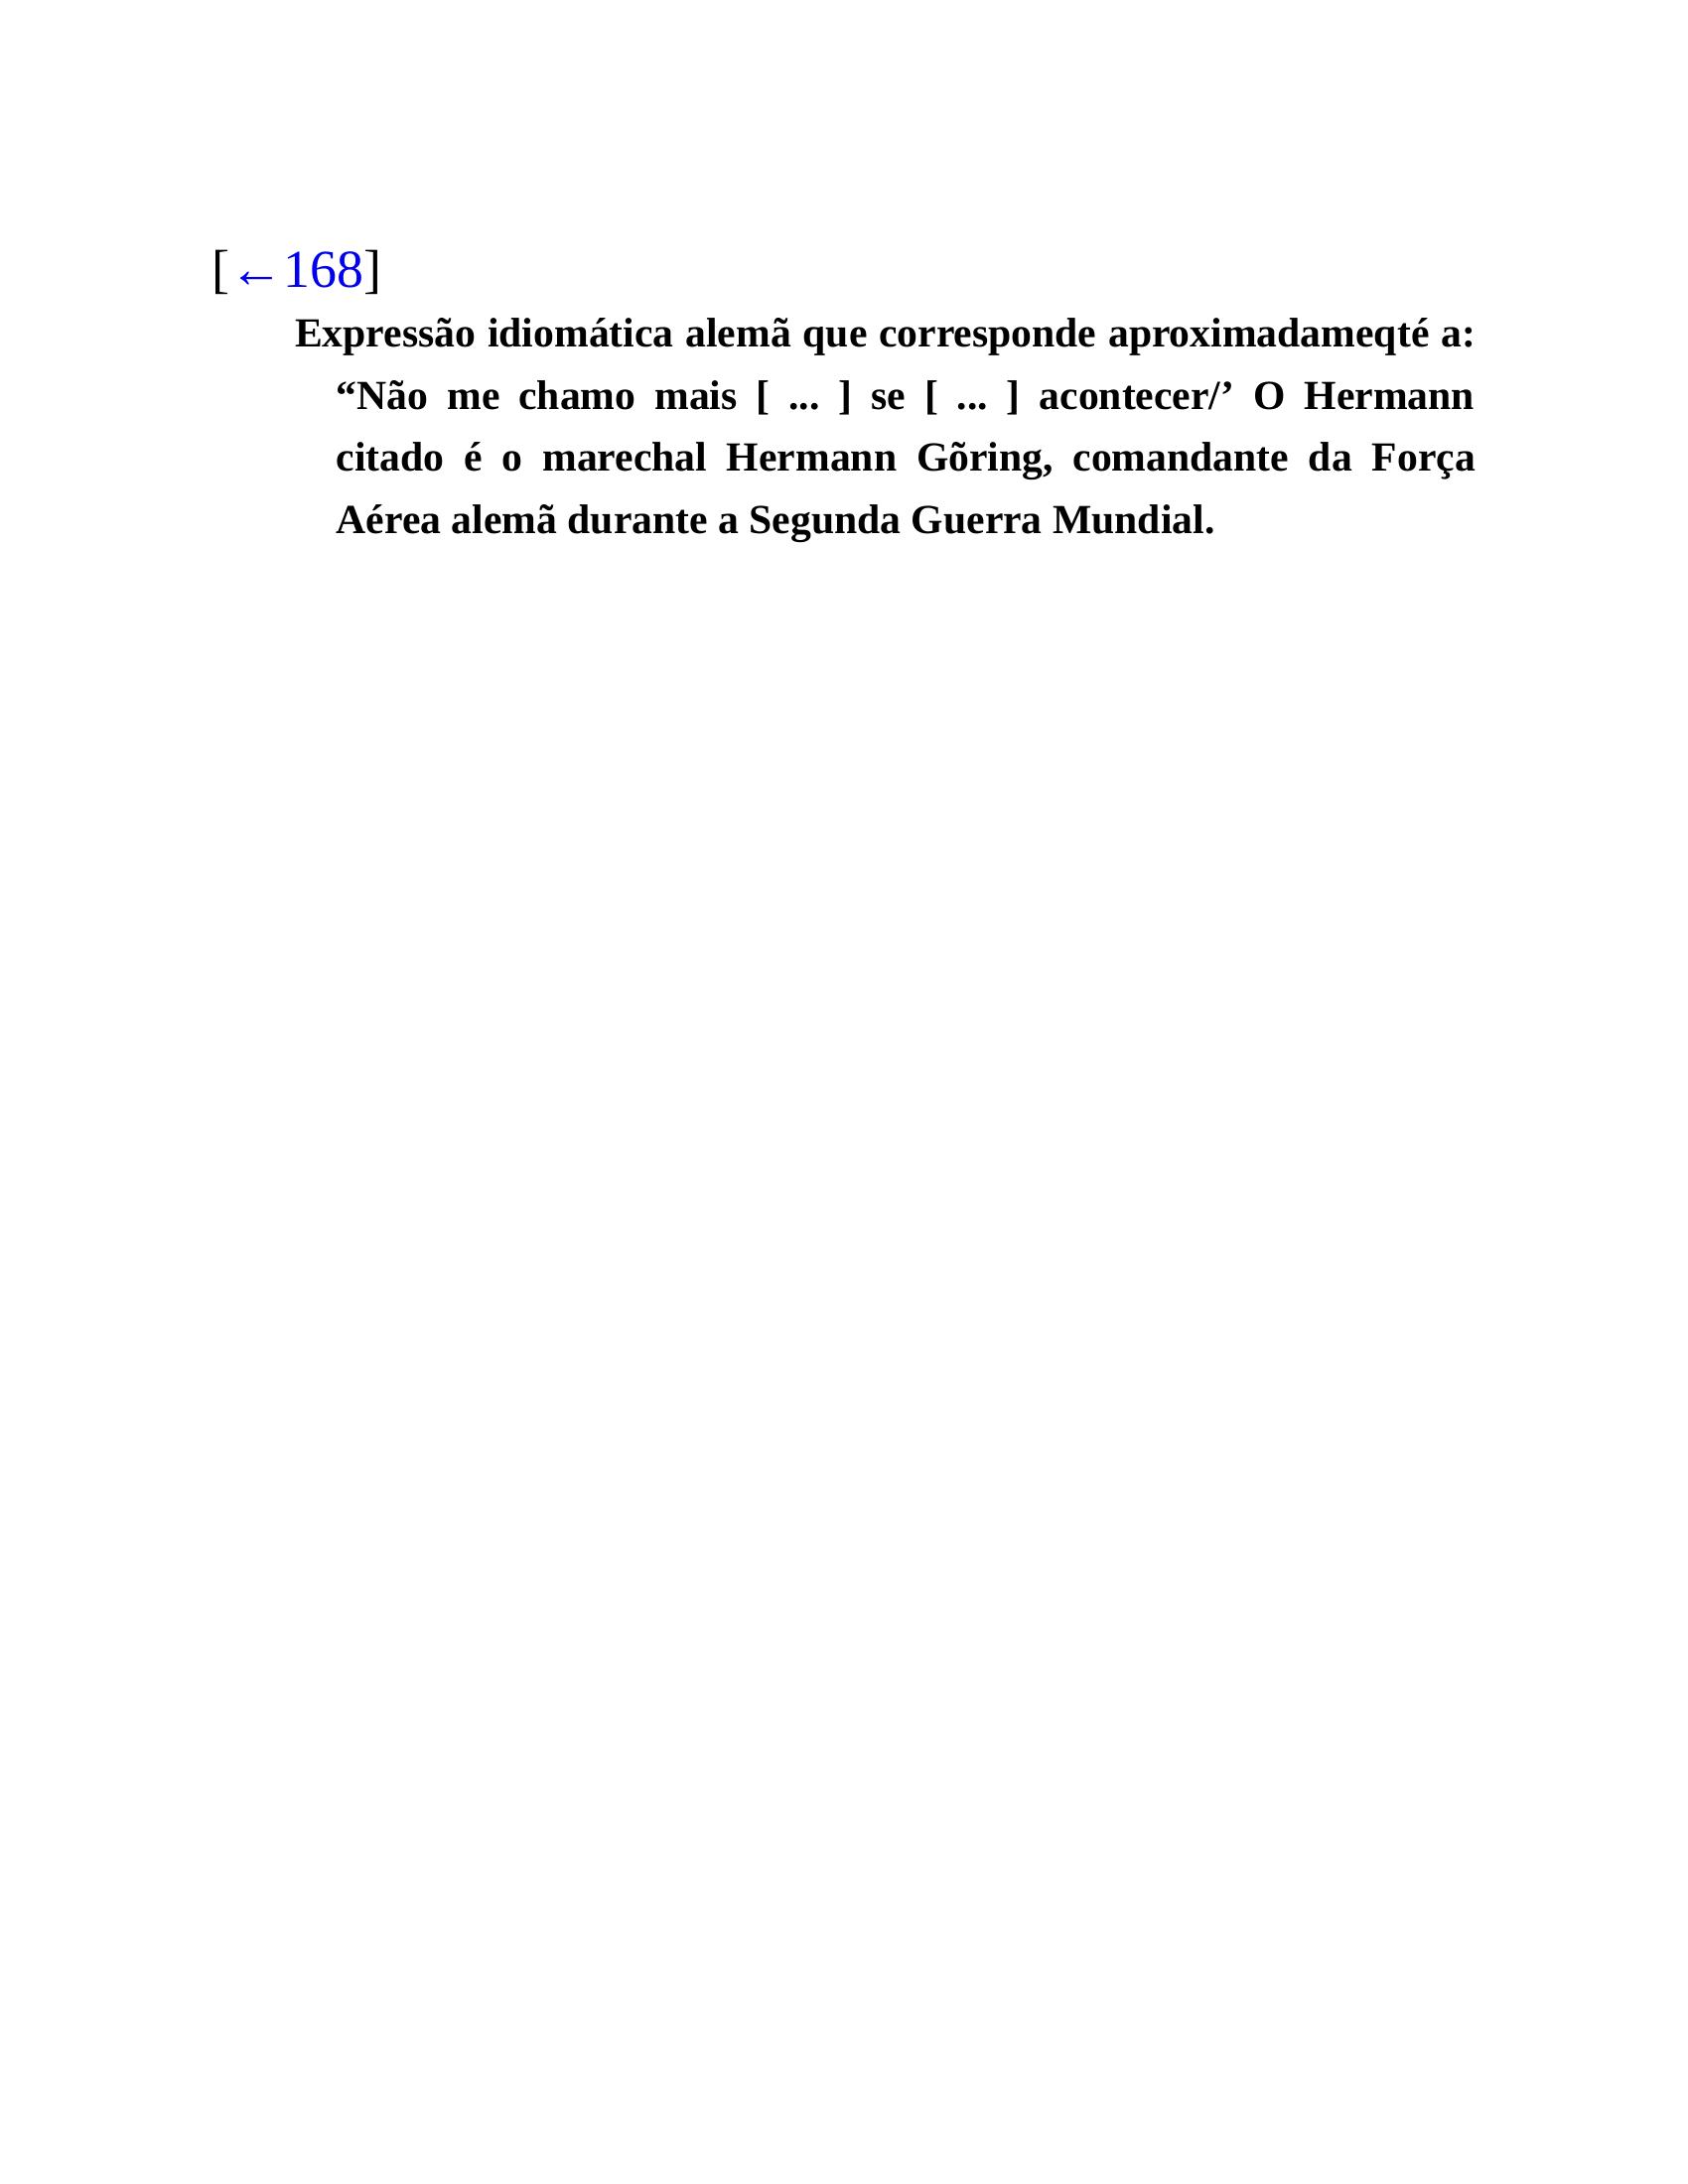 [←168]
Expressão idiomática alemã que corresponde aproximadameqté a:
“Não me chamo mais [ ... ] se [ ... ] acontecer/’ O Hermann
citado é o marechal Hermann Gõring, comandante da Força
Aérea alemã durante a Segunda Guerra Mundial.